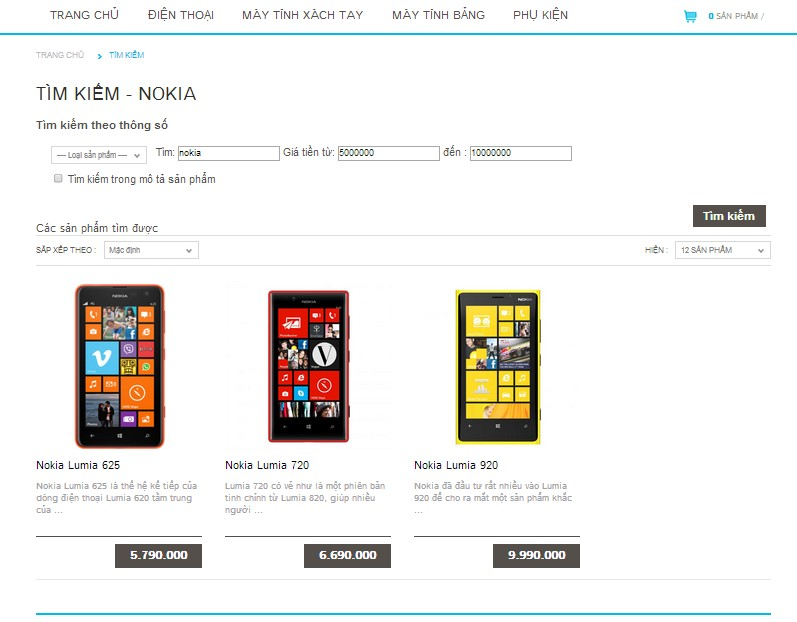 TRANG CHỦ ĐIỆN THOẠI MÁY TÍNH XÁCH TAY MÁY TÍNH BẢNG PHỤ KIỆN 0 SẢN PHẨM /
TRANG CHỦ TÌM KIẾM
TÌM KIẾM - NOKIA
Tìm kiếm theo thông số
--- Loại sản phẩm --- Tìm: nokia Giá tiền từ: 5000000 đến : 10000000
Tìm kiếm trong mô tả sản phẩm
Tìm kiếm
Các sản phẩm tìm được
SẮP XẾP THEO : Mặc định HIỆN : 12 SẢN PHẨM
NOKIA NOKIA NOKIA
Nokia Lumia 625
Nokia Lumia 625 là thế hệ kế tiếp của
dòng điện thoại Lumia 620 tầm trung
của ...
5.790.000
Nokia Lumia 720
Lumia 720 có vẻ như là một phiên bản
tinh chỉnh từ Lumia 820, giúp nhiều
người ...
6.690.000
Nokia Lumia 920
Nokia đã đầu tư rất nhiều vào Lumia
920 để cho ra mắt một sản phẩm khác
...
9.990.000